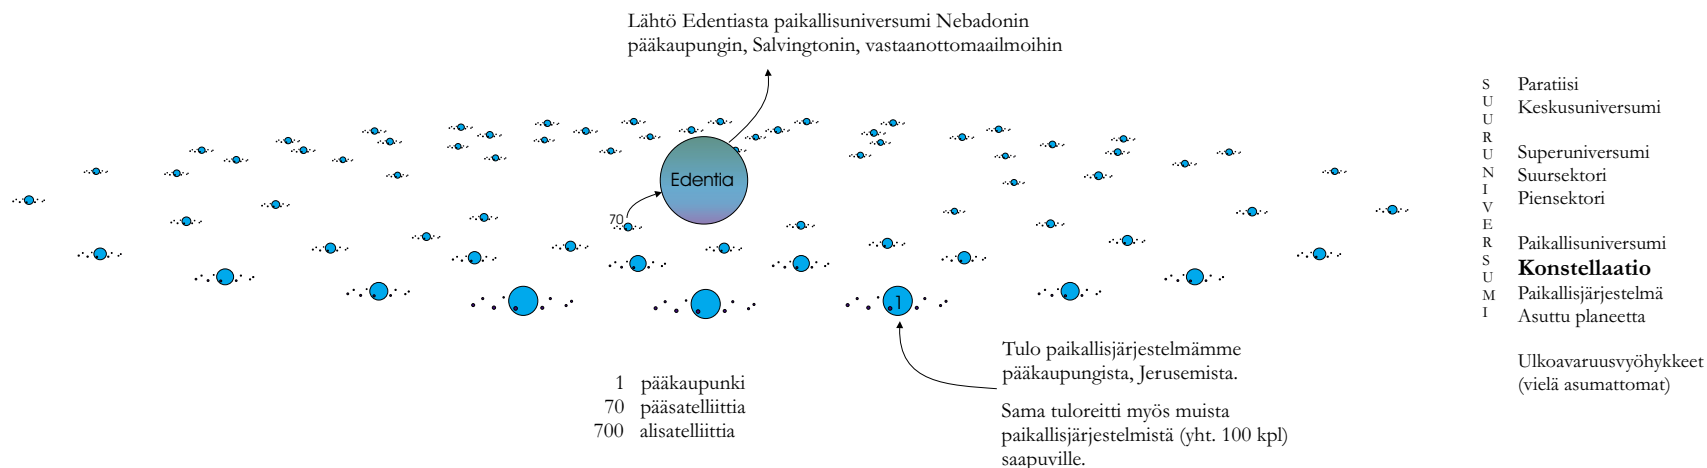 Lähtö Edentiasta paikallisuniversumi Nebadonin
pääkaupungin, Salvingtonin, vastaanottomaailmoihin
Edentia
70
1
1 pääkaupunki
70 pääsatelliittia
700 alisatelliittia
Tulo paikallisjärjestelmämme
pääkaupungista, Jerusemista.
Sama tuloreitti myös muista
paikallisjärjestelmistä (yht. 100 kpl)
saapuville.
SUURUNIVERSUMI
Paratiisi
Keskusuniversumi
Superuniversumi
Suursektori
Piensektori
Paikallisuniversumi
Konstellaatio
Paikallisjärjestelmä
Asuttu planeetta
Ulkoavaruusvyöhykkeet
(vielä asumattomat)